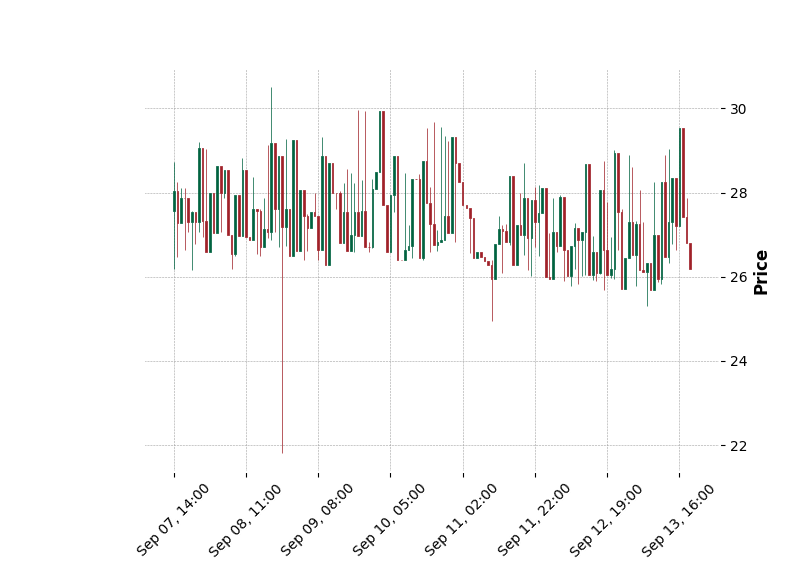 30
28
26
24
22
Price
Sep 07, 14:00
Sep 08, 11:00
Sep 09, 08:00
Sep 10, 05:00
Sep 11, 02:00
Sep 11, 22:00
Sep 12, 19:00
Sep 13, 16:00